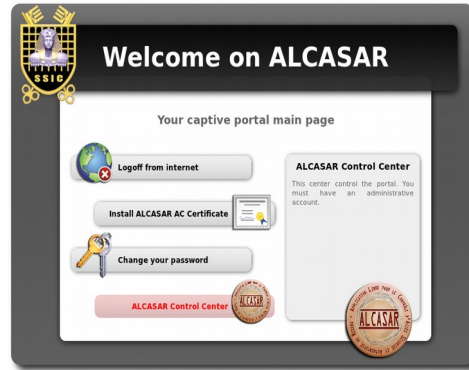 SSIC
Welcome on ALCASAR
Your captive portal main page
Logoff from internet
Install ALCASAR AC Certificate
Change your password
ALCASAR Control Center
ALCASAR
ALCASAR Control Center
This center control the portal. You
must have an administrative
account.
ALCASAR